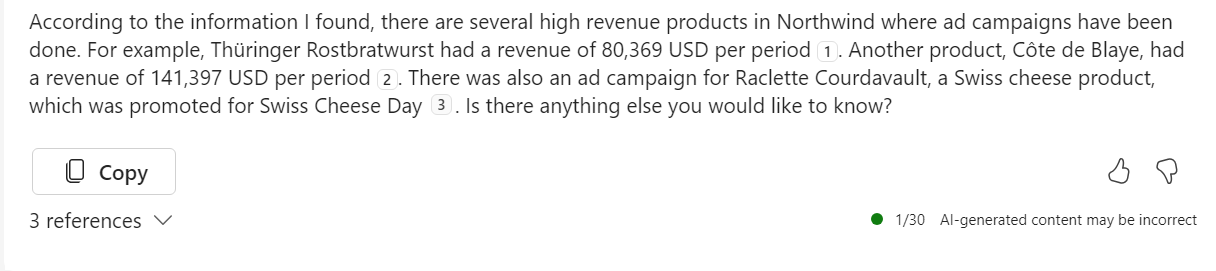 According to the information I found, there are several high revenue products in Northwind where ad campaigns have been
done. For example, Thüringer Rostbratwurst had a revenue of 80,369 USD per period 1. Another product, Côte de Blaye, had
a revenue of 141,397 USD per period 2. There was also an ad campaign for Raclette Courdavault, a Swiss cheese product,
which was promoted for Swiss Cheese Day 3. Is there anything else you would like to know?
Copy
3 references
1/30 AI-generated content may be incorrect